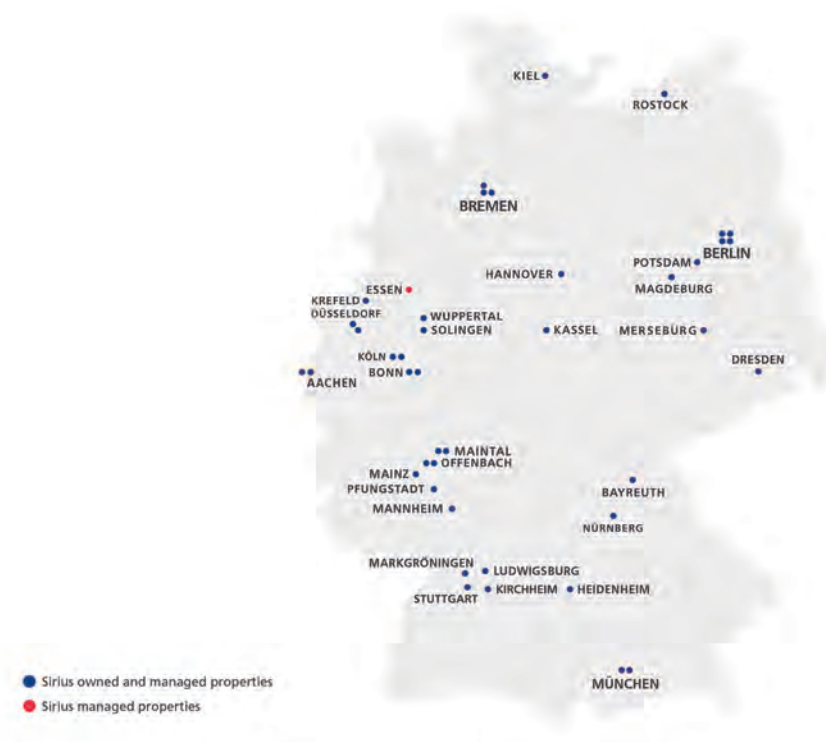 KIEL
ROSTOCK
BREMEN
BERLIN
POTSDAM
HANNOVER
MAGDEBURG
ESSEN
KREFELD
DÜSSELDORF
WUPPERTAL
SOLINGEN
KASSEL
MERSEBURG
KÖLN
DRESDEN
BONN
AACHEN
MAINTAL
OFFENBACH
MAINZ
PFUNGSTADT
BAYREUTH
MANNHEIM
NÜRNBERG
MARKGRÖNINGEN
LUDWIGSBURG
KIRCHHEIM
HEIDENHEIM
STUTTGART
Sirius owned and managed properties
MÜNCHEN
Sirius managed properties